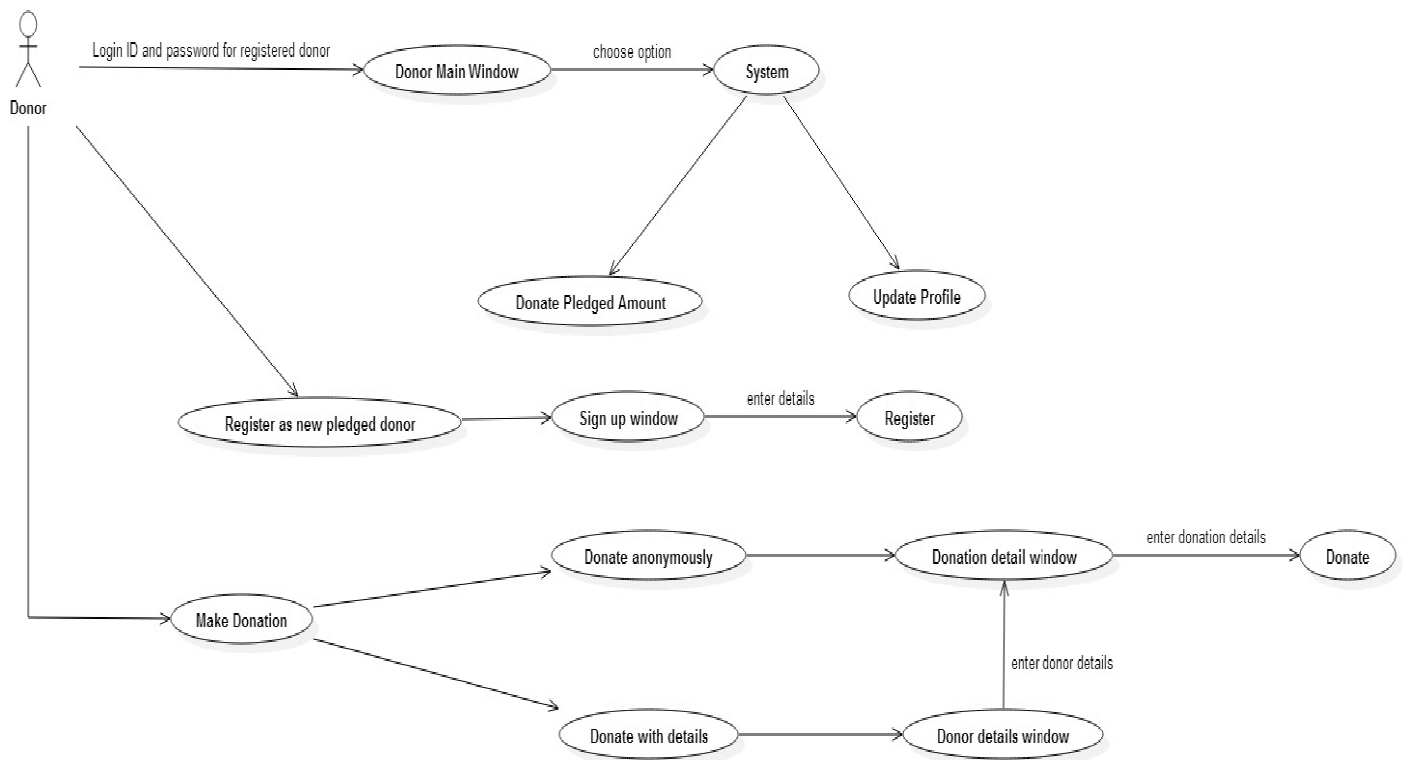 Login ID and password for registered donor
choose option
Donor Main Window
System
Donor
Donate Pledged Amount
Update Profile
Register as new pledged donor
Sign up window
enter details
Register
Donate anonymously
Donation detail window
enter donation details
Donate
Make Donation
enter donor details
Donate with details
Donor details window